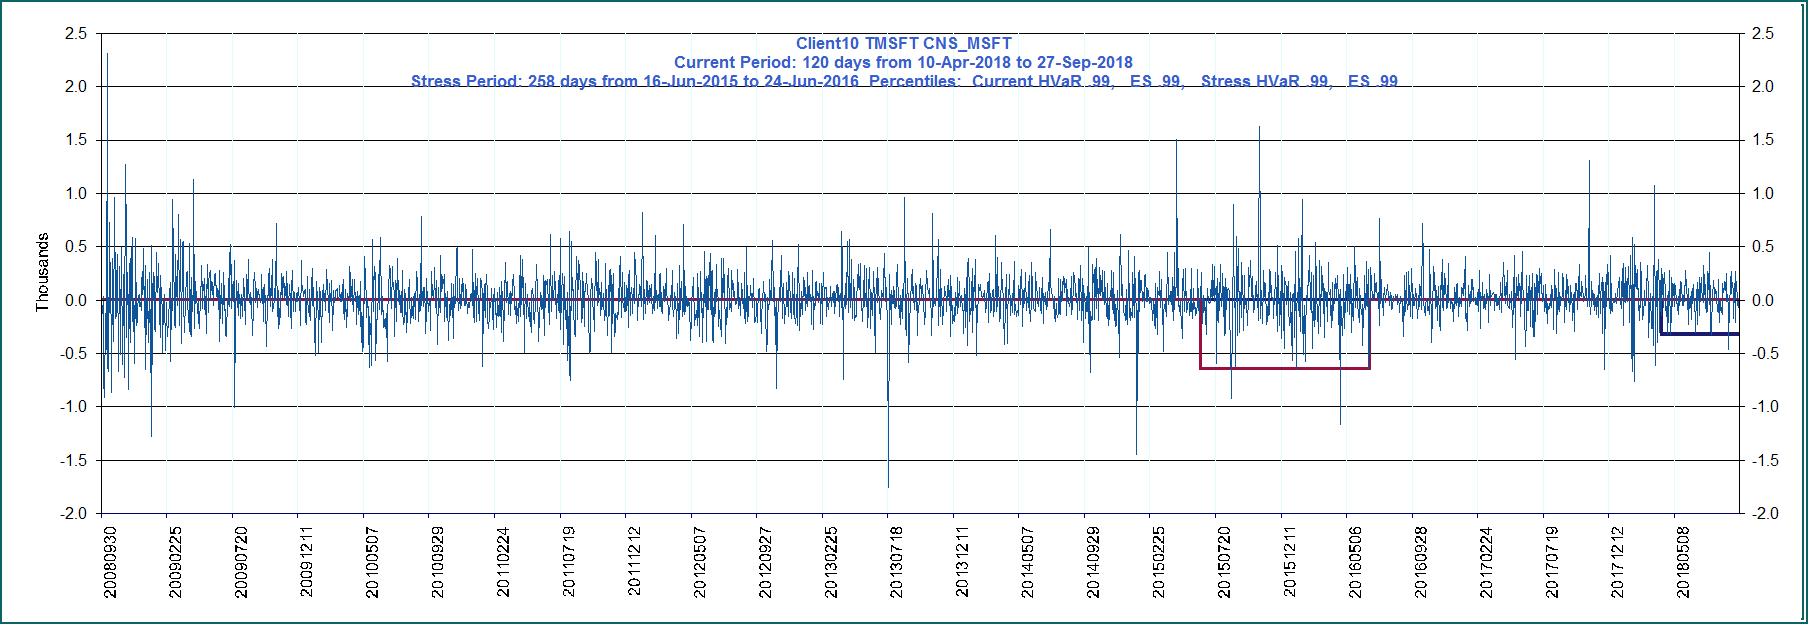 Client10 TMSFT CNS_MSFT
Current Period: 120 days from 10-Apr-2018 to 27-Sep-2018
Stress Period: 258 days from 16-Jun-2015 to 24-Jun-2016 Percentiles: Current HVaR .99, ES .99, Stress HVaR .99, ES .99
2.5 2.5
2.0 2.0
1.5 1.5
1.0 1.0
0.5 0.5
0.0 0.0
-0.5 -0.5
-1.0 -1.0
-1.5 -1.5
-2.0 -2.0
Thousands
20080930 20090225 20090720 20091211 20100507 20100929 20110224 20110719 20111212 20120507 20120927 20130225 20130718 20131211 20140507 20140929 20150225 20150720 20151211 20160506 20160928 20170224 20170719 20171212 20180508